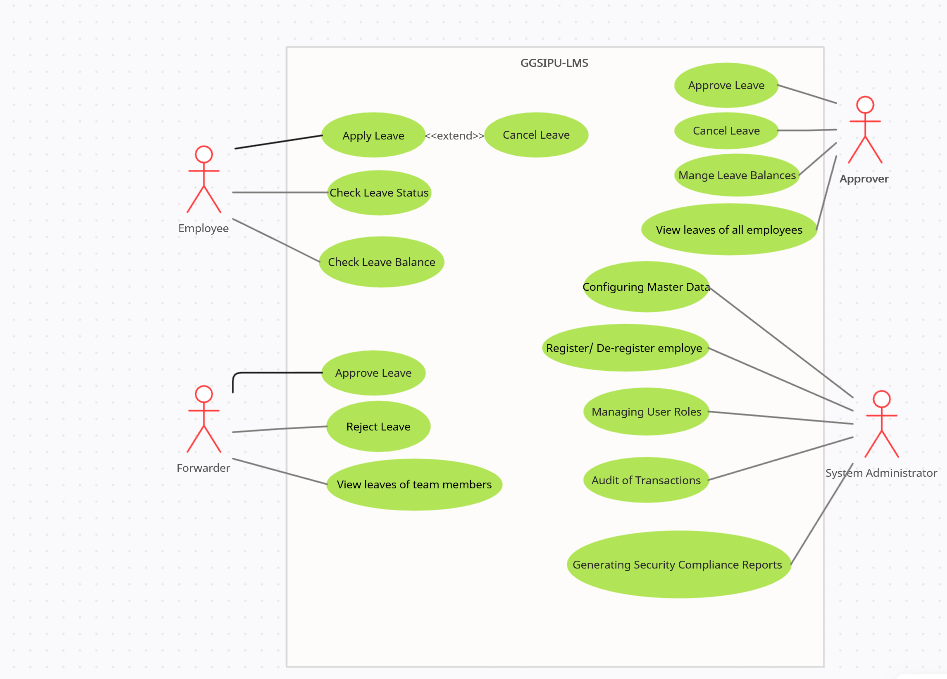 GGSIPU-LMS
Apply Leave
<<extend>>
Cancel Leave
Check Leave Status
Check Leave Balance
Employee
Approve Leave
Cancel Leave
Mange Leave Balances
View leaves of all employees
Approver
Approve Leave
Reject Leave
View leaves of team members
Forwarder
Configuring Master Data
Register/ De-register employe
Managing User Roles
Audit of Transactions
Generating Security Compliance Reports
System Administrator